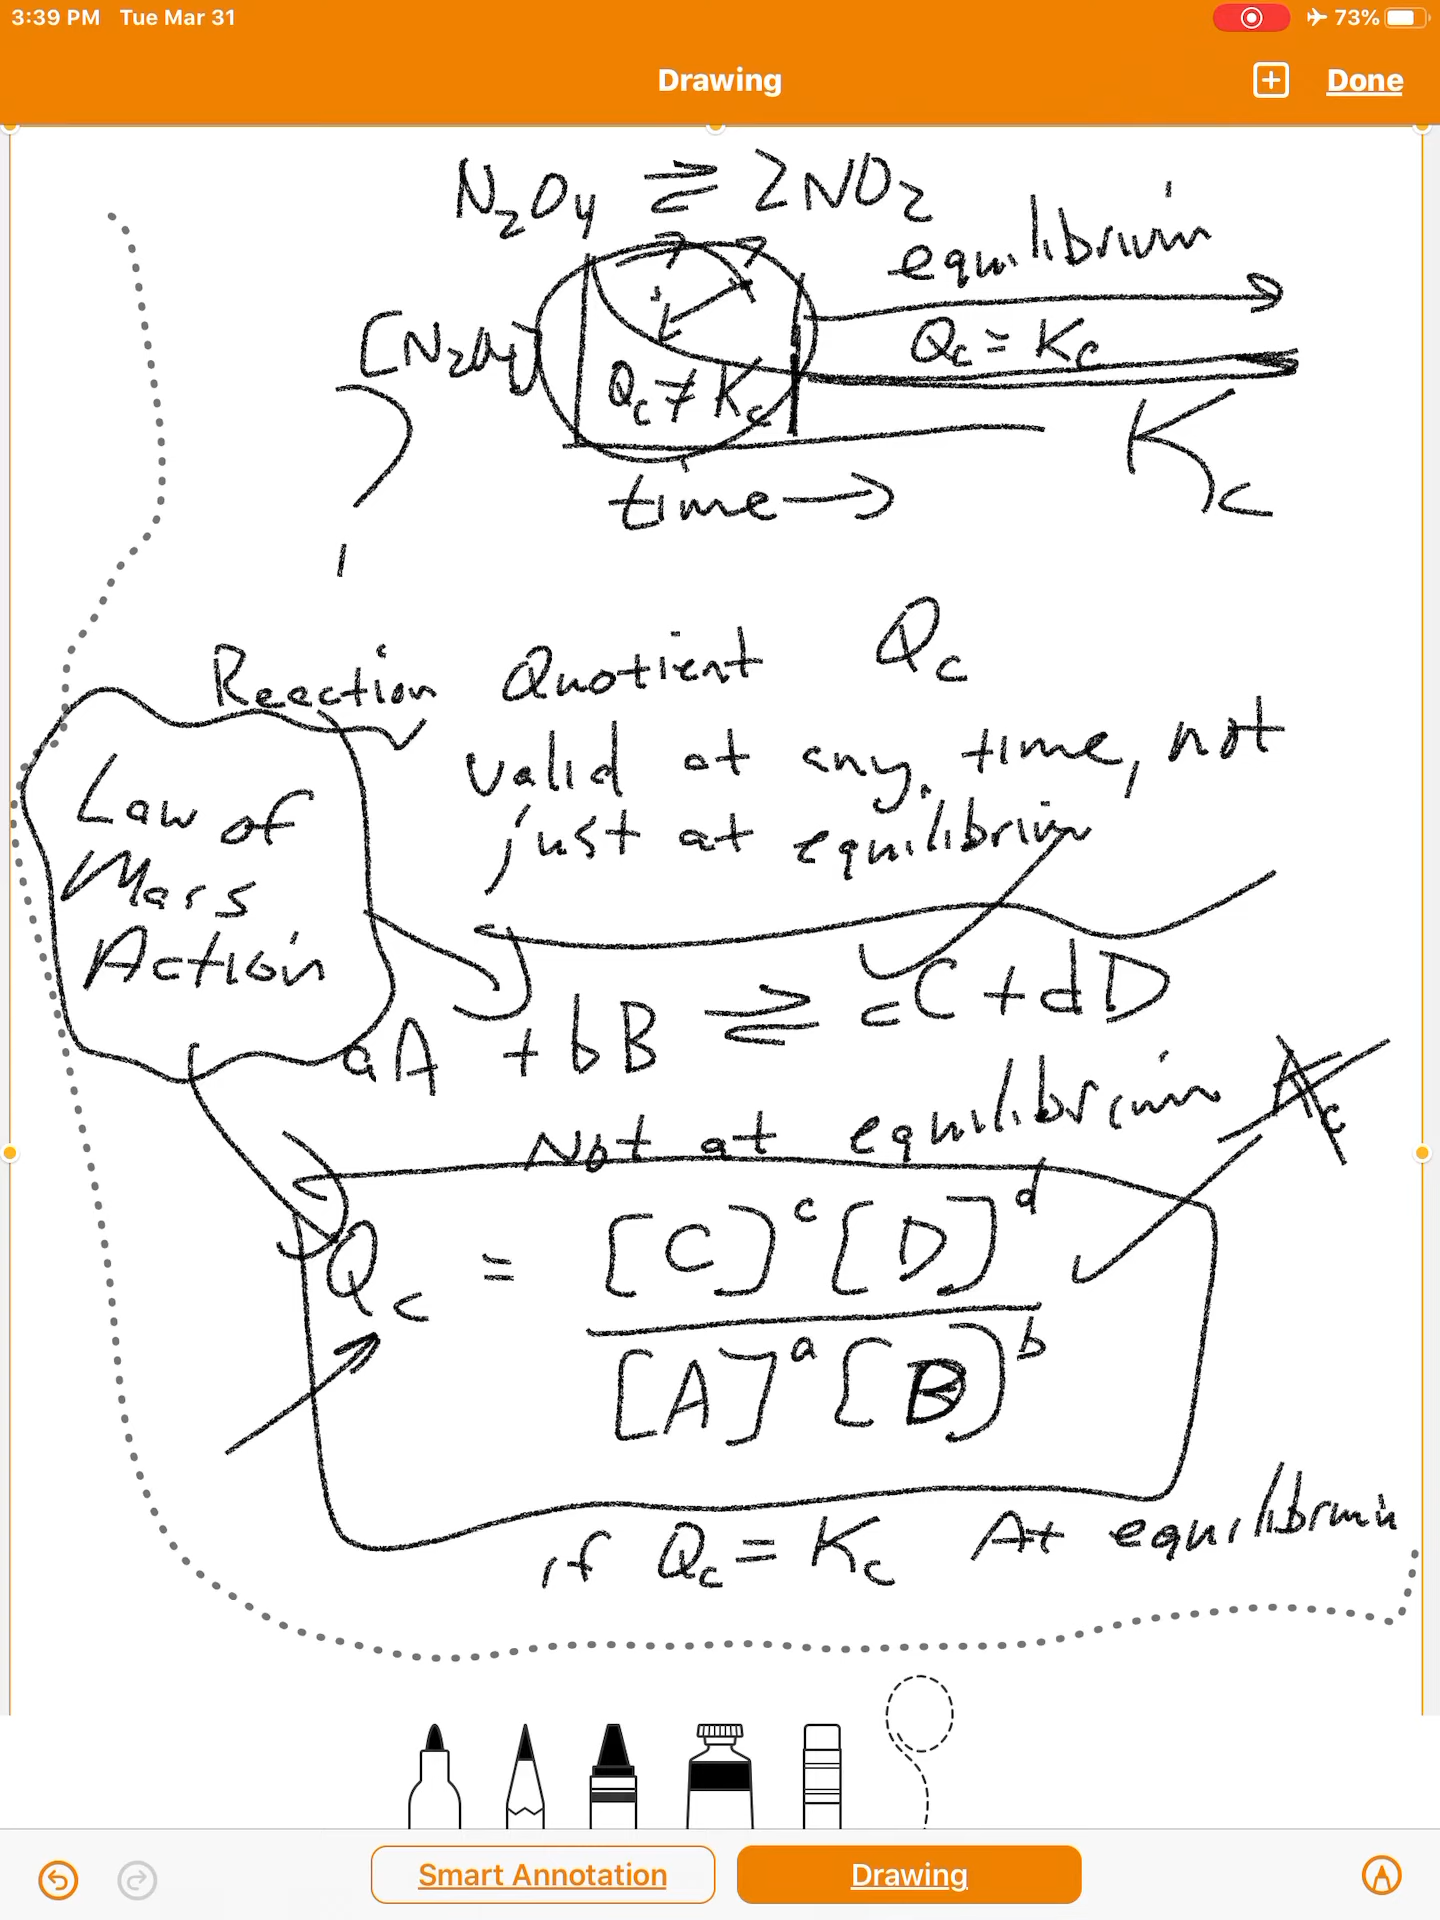 3:39 PM Tue Mar 31 73%
Drawing Done
N₂O₄ ⇌ 2NO₂
equilibrium
[N₂O₄] Qc ≠ Kc Qc = Kc
time → Kc
Reaction Quotient Qc
valid at any time, not
just at equilibrium
Law of
Mass
Action
aA + bB ⇌ cC + dD
Not at equilibrium Kc
Qc = [C]ᶜ[D]ᵈ
[A]ᵃ[B]ᵇ
if Qc = Kc At equilibrium
Smart Annotation Drawing